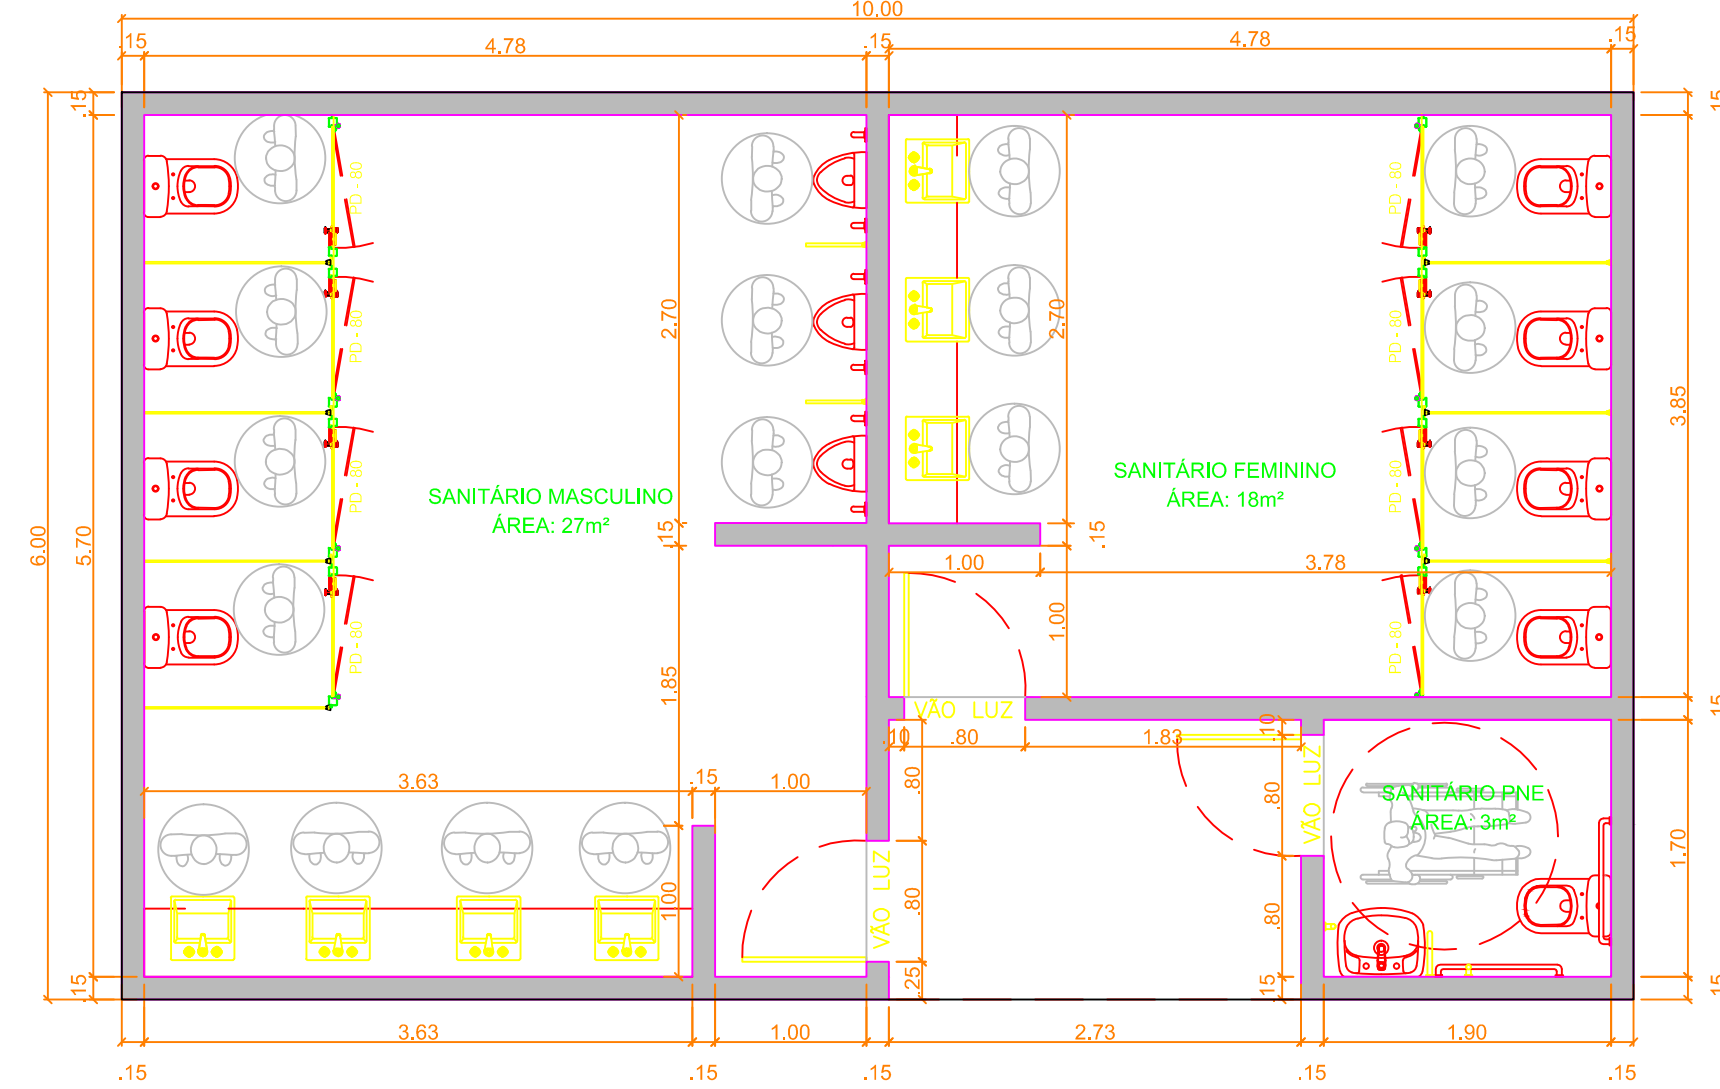 10.00
.15
4.78
.15
4.78
.15
.15
15
PD - 80
PD - 80
2.70
2.70
PD - 80
PD - 80
3.85
SANITÁRIO MASCULINO
ÁREA: 27m²
SANITÁRIO FEMININO
ÁREA: 18m²
PD - 80
PD - 80
6.00
5.70
.15
.15
1.00
3.78
1.00
PD - 80
PD - 80
1.85
VÃO LUZ
15
.10
.80
1.83
.10
.80
3.63
.15
1.00
.80
VÃO LUZ
SANITÁRIO PNE
ÁREA: 3m²
1.70
1.00
.80
VÃO LUZ
.80
.15
.25
.15
15
3.63
1.00
2.73
1.90
.15
.15
.15
.15
.15